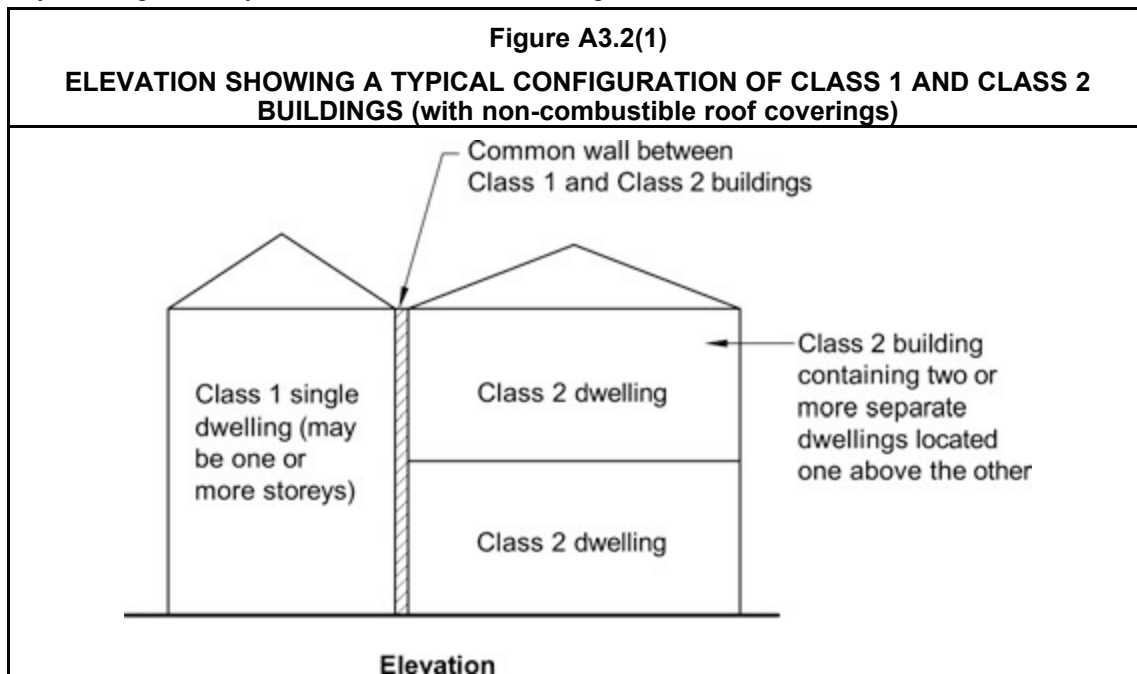 Figure A3.2(1)
ELEVATION SHOWING A TYPICAL CONFIGURATION OF CLASS 1 AND CLASS 2
BUILDINGS (with non-combustible roof coverings)
Common wall between
Class 1 and Class 2 buildings
Class 1 single
dwelling (may
be one or
more storeys)
Class 2 dwelling
Class 2 dwelling
Class 2 building
containing two or
more separate
dwellings located
one above the other
Elevation